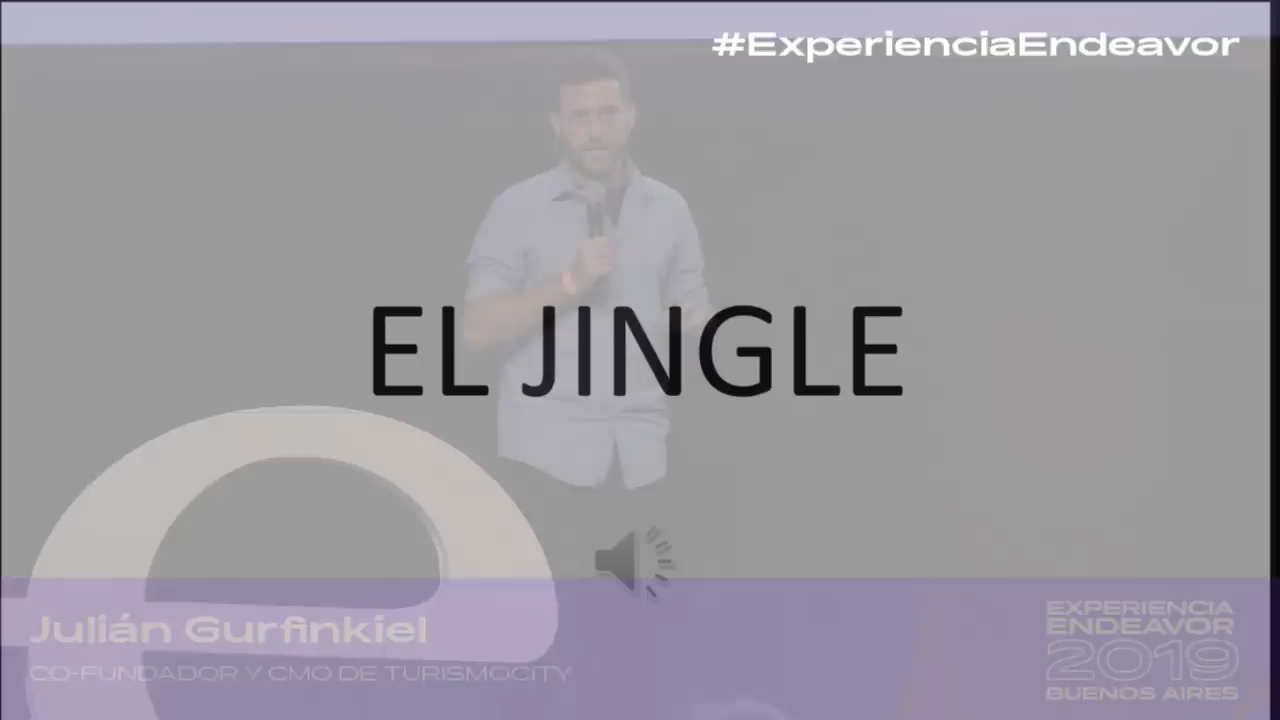 #ExperienciaEndeavor
EL JINGLE
Julián Gurfinkiel
CO-FUNDADOR Y CMO DE TURISMOCITY
EXPERIENCIA
ENDEAVOR
2019
BUENOS AIRES